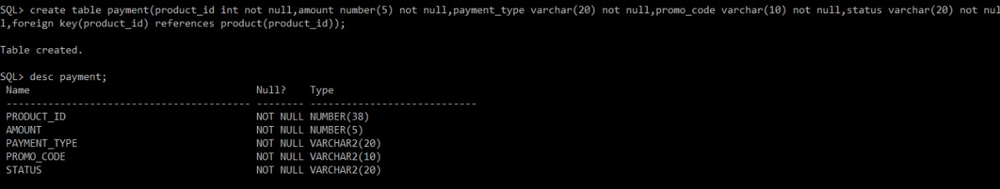 SQL> create table payment(product_id int not null,amount number(5) not null,payment_type varchar(20) not null,promo_code varchar(10) not null,status varchar(20) not nul
l,foreign key(product_id) references product(product_id));
Table created.
SQL> desc payment;
Name                                      Null?    Type
----------------------------------------- -------- ----------------------------
PRODUCT_ID                                NOT NULL NUMBER(38)
AMOUNT                                    NOT NULL NUMBER(5)
PAYMENT_TYPE                              NOT NULL VARCHAR2(20)
PROMO_CODE                                NOT NULL VARCHAR2(10)
STATUS                                    NOT NULL VARCHAR2(20)